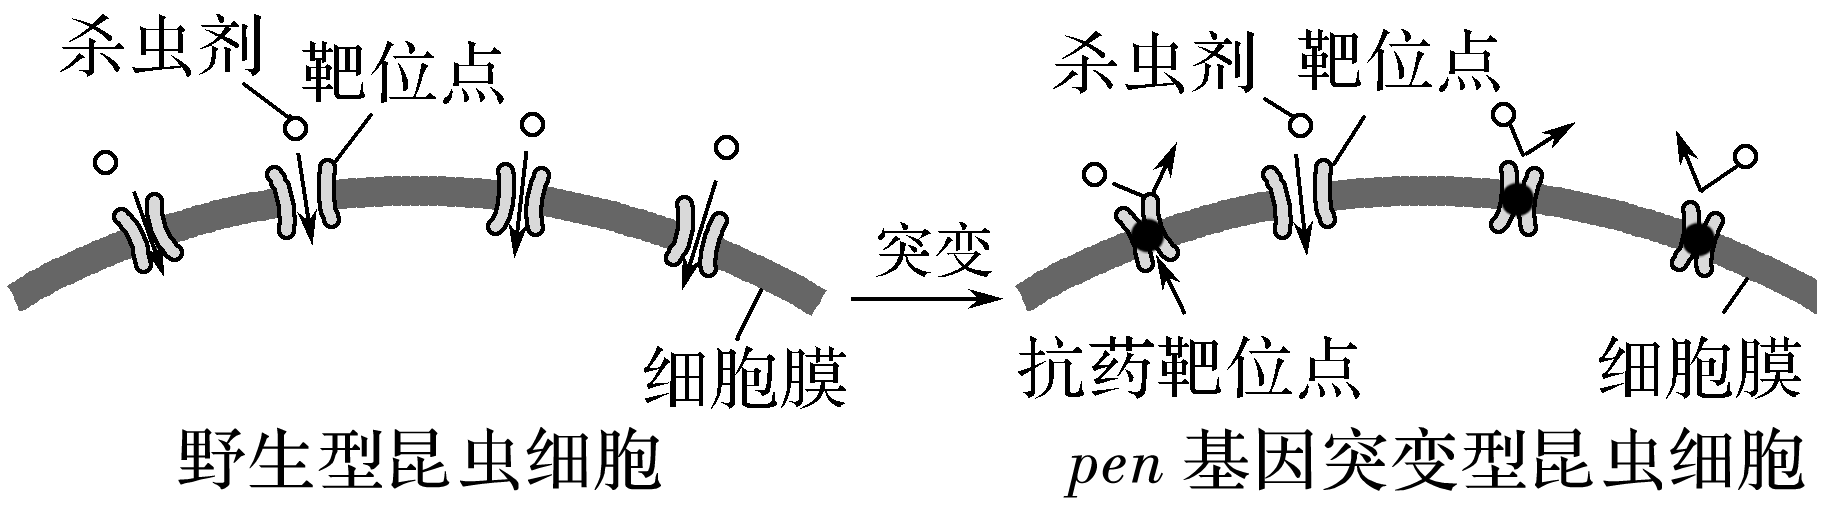 杀虫剂 靶位点
细胞膜
野生型昆虫细胞
突变
杀虫剂 靶位点
抗药靶位点 细胞膜
pen 基因突变型昆虫细胞